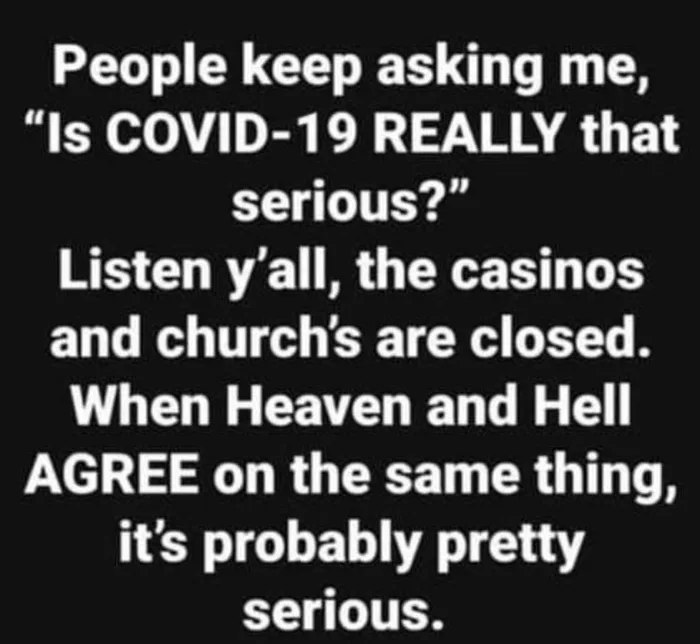 People keep asking me,
“Is COVID-19 REALLY that
serious?”
Listen y’all, the casinos
and church's are closed.
When Heaven and Hell
AGREE on the same thing,
it's probably pretty
serious.